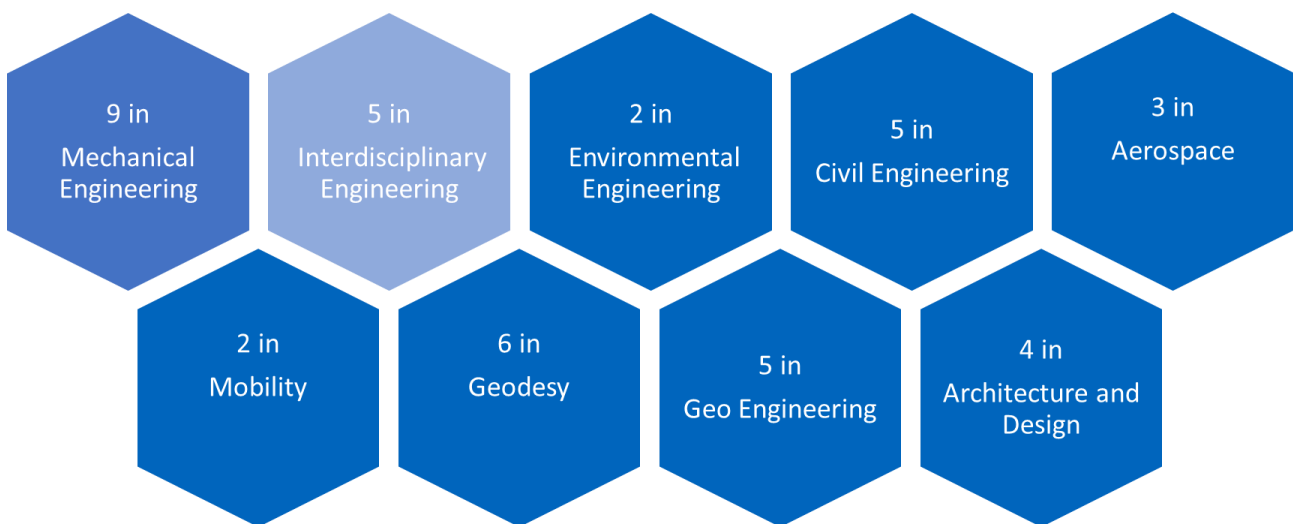 9 in
Mechanical
Engineering
5 in
Interdisciplinary
Engineering
2 in
Environmental
Engineering
5 in
Civil Engineering
3 in
Aerospace
2 in
Mobility
6 in
Geodesy
5 in
Geo Engineering
4 in
Architecture and
Design